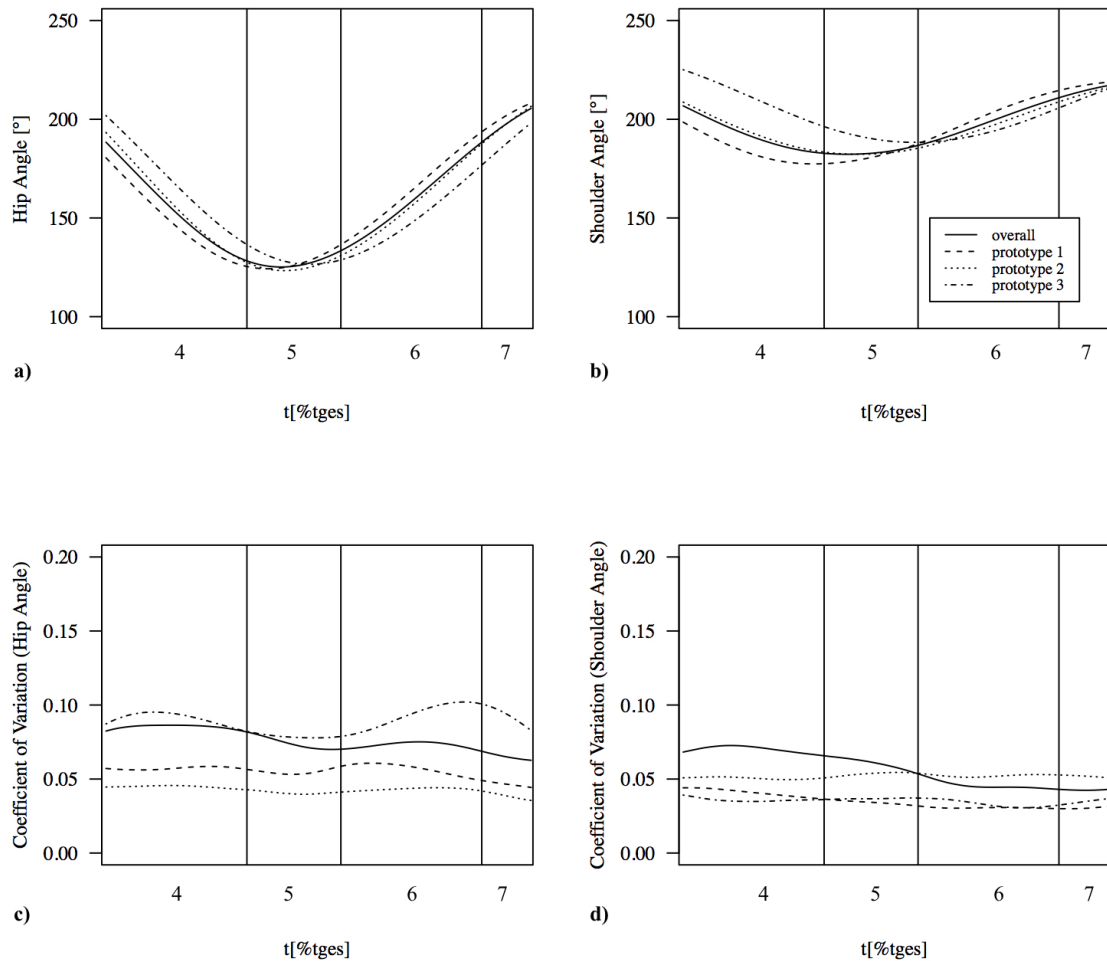 250
200
150
100
Hip Angle [°]
4 5 6 7
a)
t[%tges]
250
200
150
100
Shoulder Angle [°]
overall
prototype 1
prototype 2
prototype 3
4 5 6 7
b)
t[%tges]
0.20
0.15
0.10
0.05
0.00
Coefficient of Variation (Hip Angle)
4 5 6 7
c)
t[%tges]
0.20
0.15
0.10
0.05
0.00
Coefficient of Variation (Shoulder Angle)
4 5 6 7
d)
t[%tges]